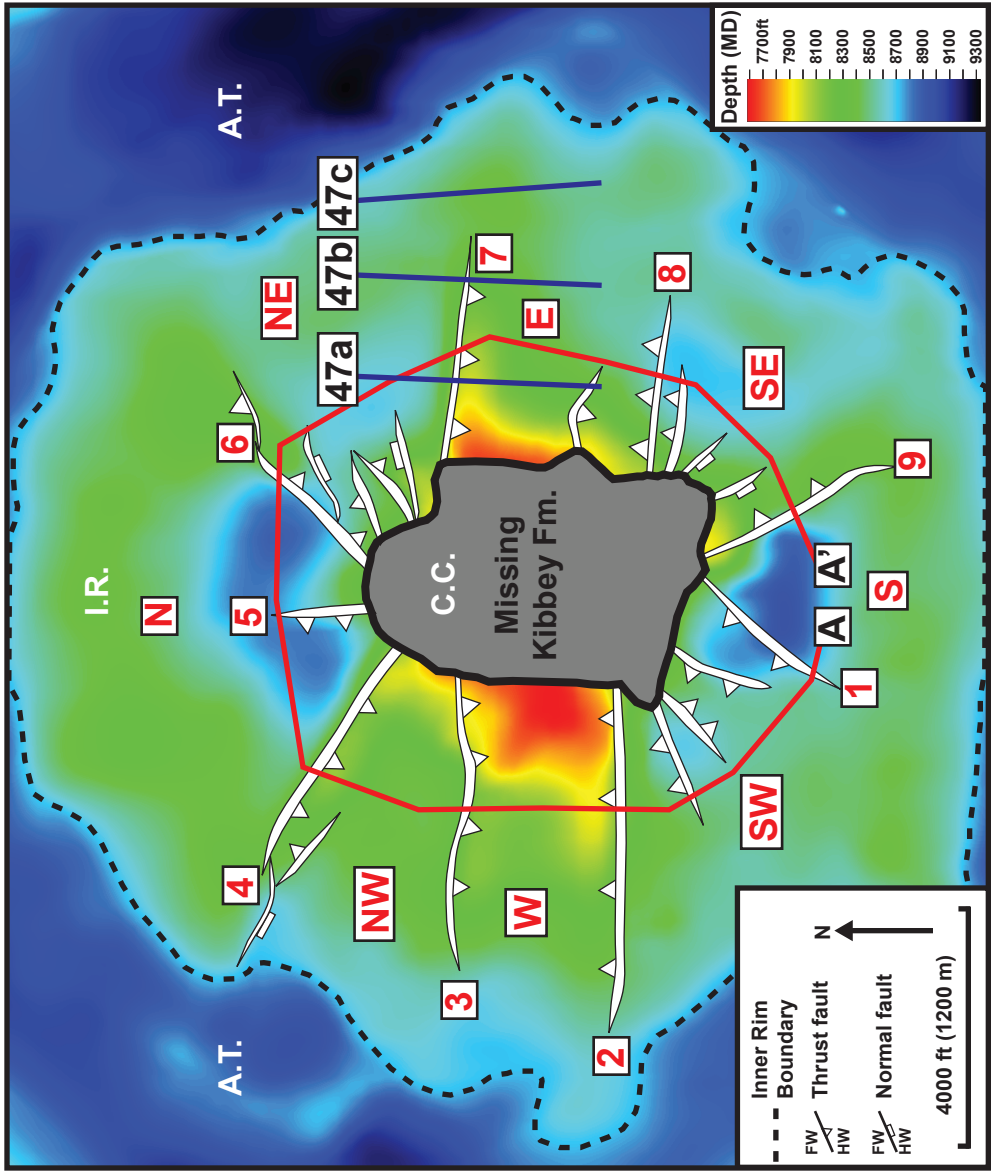 A.T.
A.T.
I.R.
N
NE
6
5
4
47a
47b
47c
7
E
C.C.
Missing
Kibbey Fm.
NW
W
3
2
8
SE
9
A
A'
S
1
SW
Depth (MD)
7700ft
7900
8100
8300
8500
8700
8900
9100
9300
Inner Rim
Boundary
FW
HW
Thrust fault
FW
HW
Normal fault
N
4000 ft (1200 m)